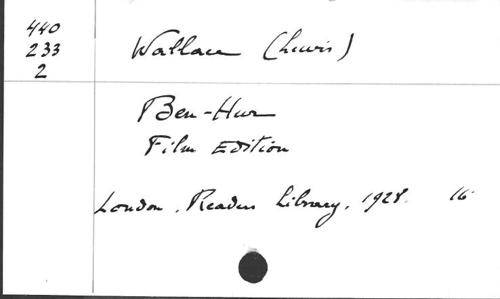 440
233
2
Wallace (Lewis)
Ben-Hur
Film Edition
London, Readers Library, 1928. 16